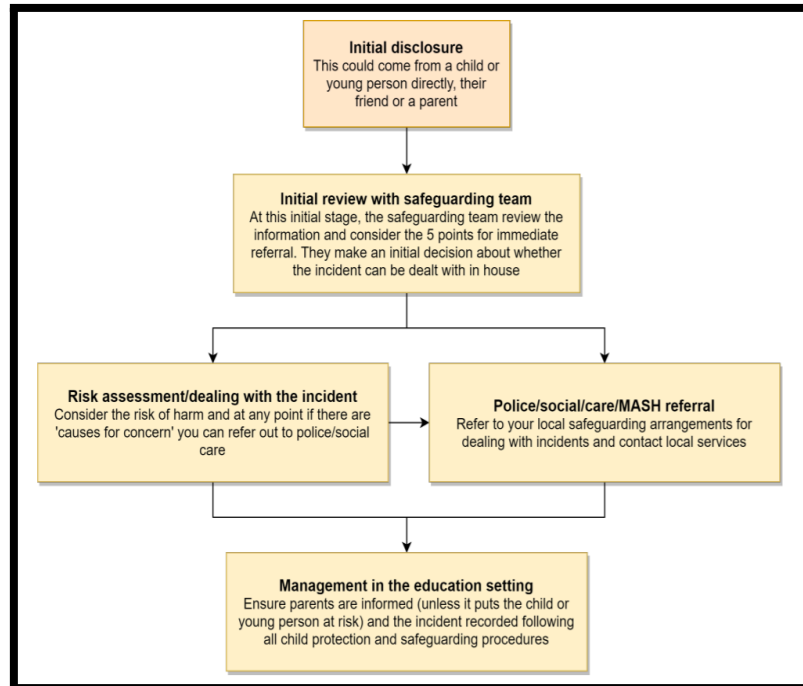 Initial disclosure
This could come from a child or
young person directly, their
friend or a parent
Initial review with safeguarding team
At this initial stage, the safeguarding team review the
information and consider the 5 points for immediate
referral. They make an initial decision about whether
the incident can be dealt with in house
Risk assessment/dealing with the incident
Consider the risk of harm and at any point if there are
'causes for concern' you can refer out to police/social
care
Police/social/care/MASH referral
Refer to your local safeguarding arrangements for
dealing with incidents and contact local services
Management in the education setting
Ensure parents are informed (unless it puts the child or
young person at risk) and the incident recorded following
all child protection and safeguarding procedures